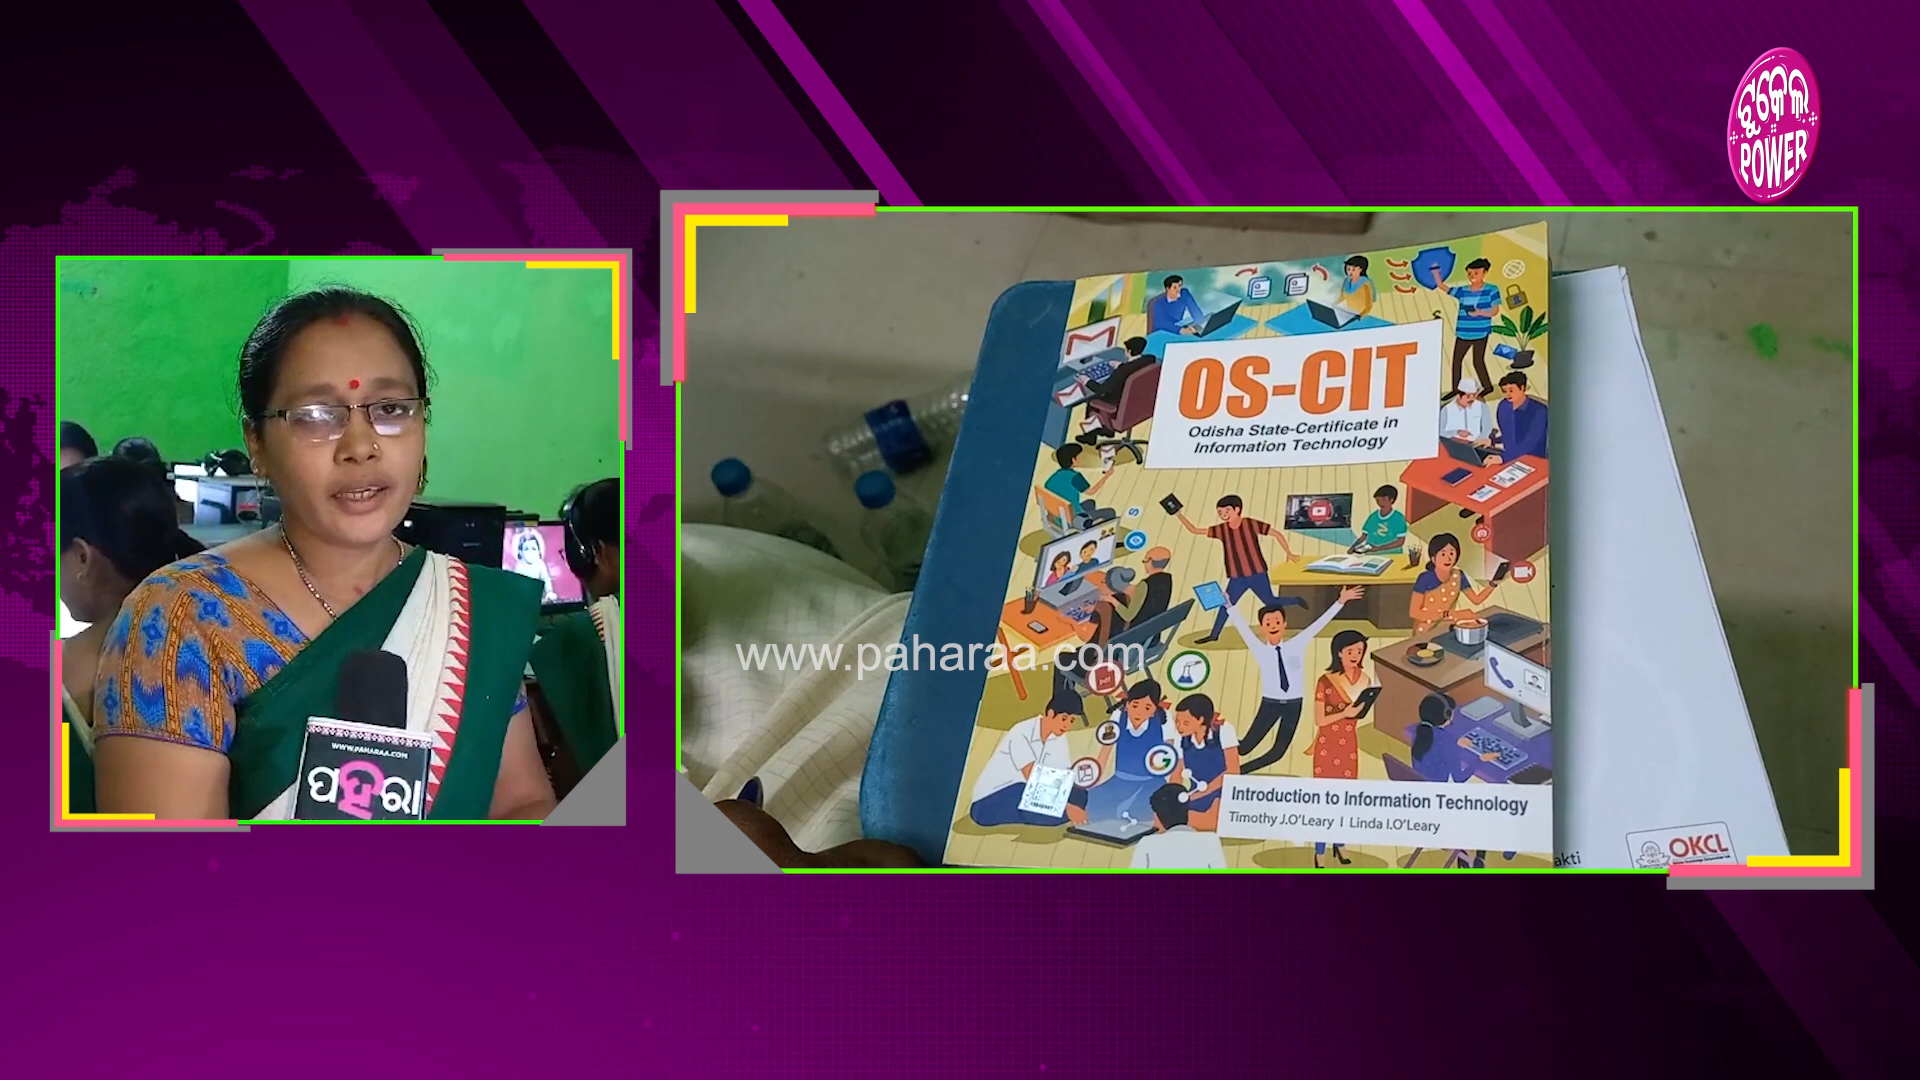 ଟୁକେଲ
POWER
OS-CIT
Odisha State-Certificate in
Information Technology
www.paharaa.com
WWW.PAHARAA.COM
ପହରା
Introduction to Information Technology
Timothy J.O'Leary I Linda I.O'Leary
akti
OKCL